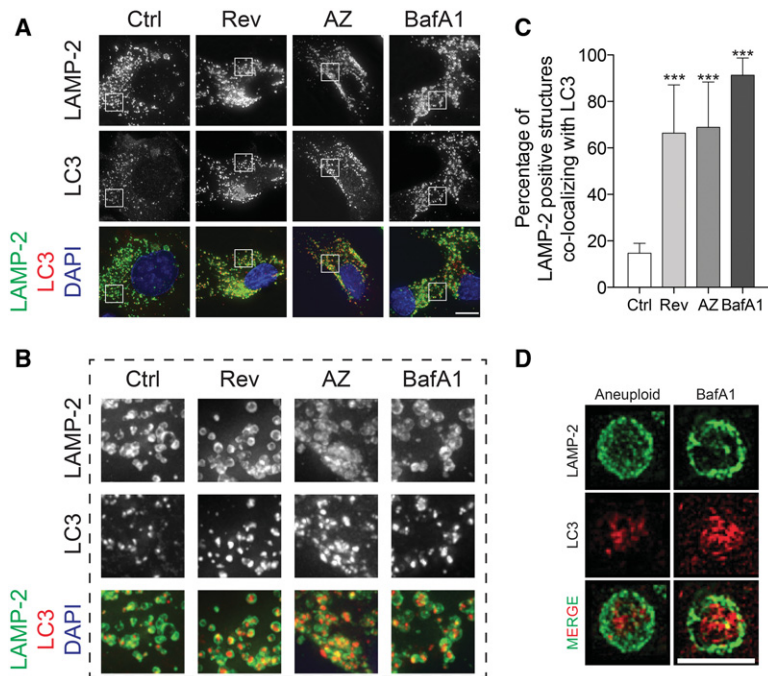 A
Ctrl Rev AZ BafA1
LAMP-2
LC3
LAMP-2
LC3
DAPI
B
Ctrl Rev AZ BafA1
LAMP-2
LC3
LAMP-2
LC3
DAPI
C
Percentage of
LAMP-2 positive structures
co-localizing with LC3
100
80
60
40
20
0
*** *** ***
Ctrl Rev AZ BafA1
D
Aneuploid BafA1
LAMP-2
LC3
MERGE